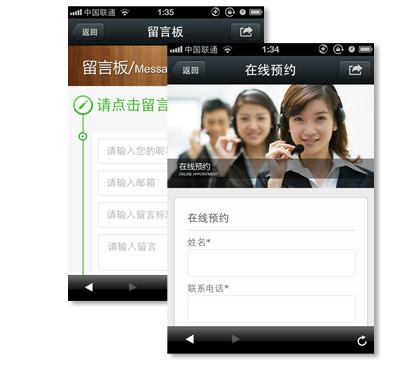 中国联通
1:35
返回
留言板
留言板/Messa
请点击留言
请输入您的昵
请输入邮箱
请输入留言标
请输入留言
中国联通
1:34
返回
在线预约
在线预约
ONLINE APPOINTMENT
在线预约
姓名*
联系电话*